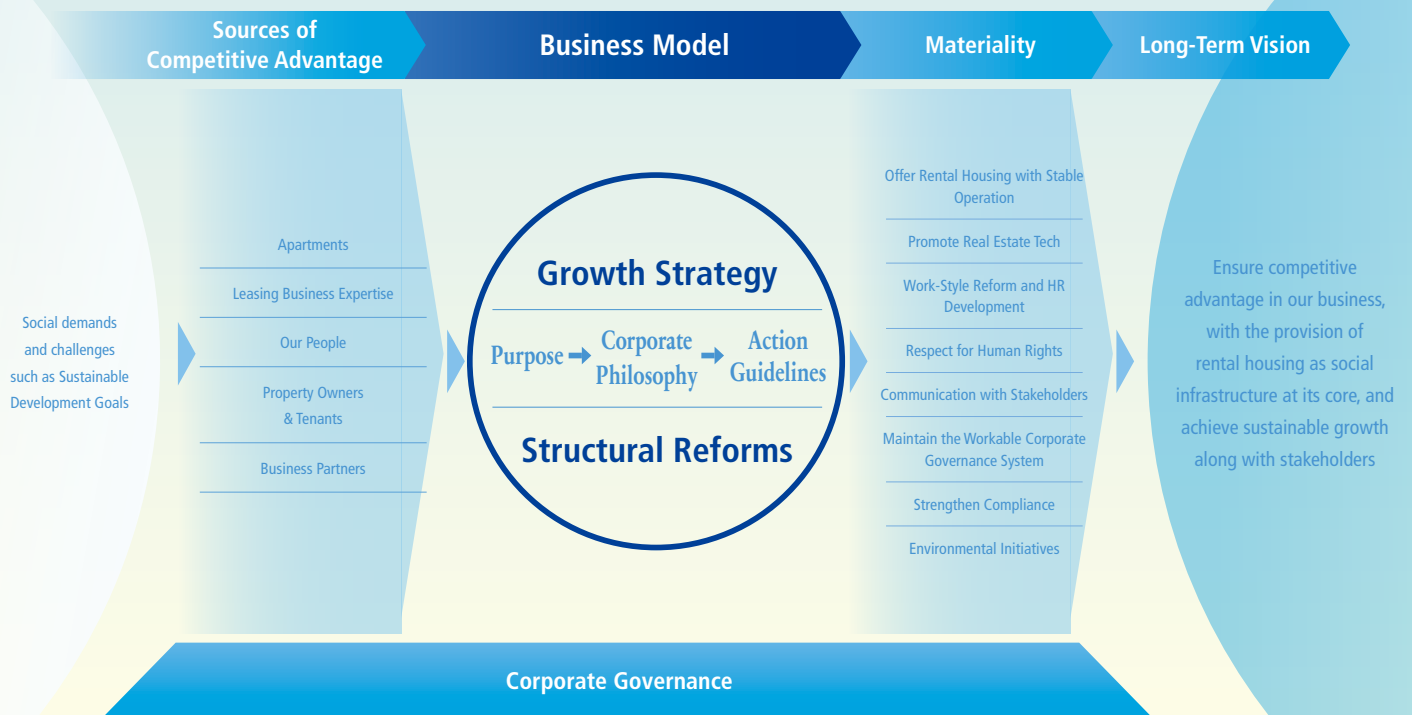 Sources of
Competitive Advantage
Business Model
Materiality
Long-Term Vision
Social demands
and challenges
such as Sustainable
Development Goals
Apartments
Leasing Business Expertise
Our People
Property Owners
& Tenants
Business Partners
Growth Strategy
Purpose
Corporate
Philosophy
Action
Guidelines
Structural Reforms
Offer Rental Housing with Stable
Operation
Promote Real Estate Tech
Work-Style Reform and HR
Development
Respect for Human Rights
Communication with Stakeholders
Maintain the Workable Corporate
Governance System
Strengthen Compliance
Environmental Initiatives
Ensure competitive
advantage in our business,
with the provision of
rental housing as social
infrastructure at its core, and
achieve sustainable growth
along with stakeholders
Corporate Governance